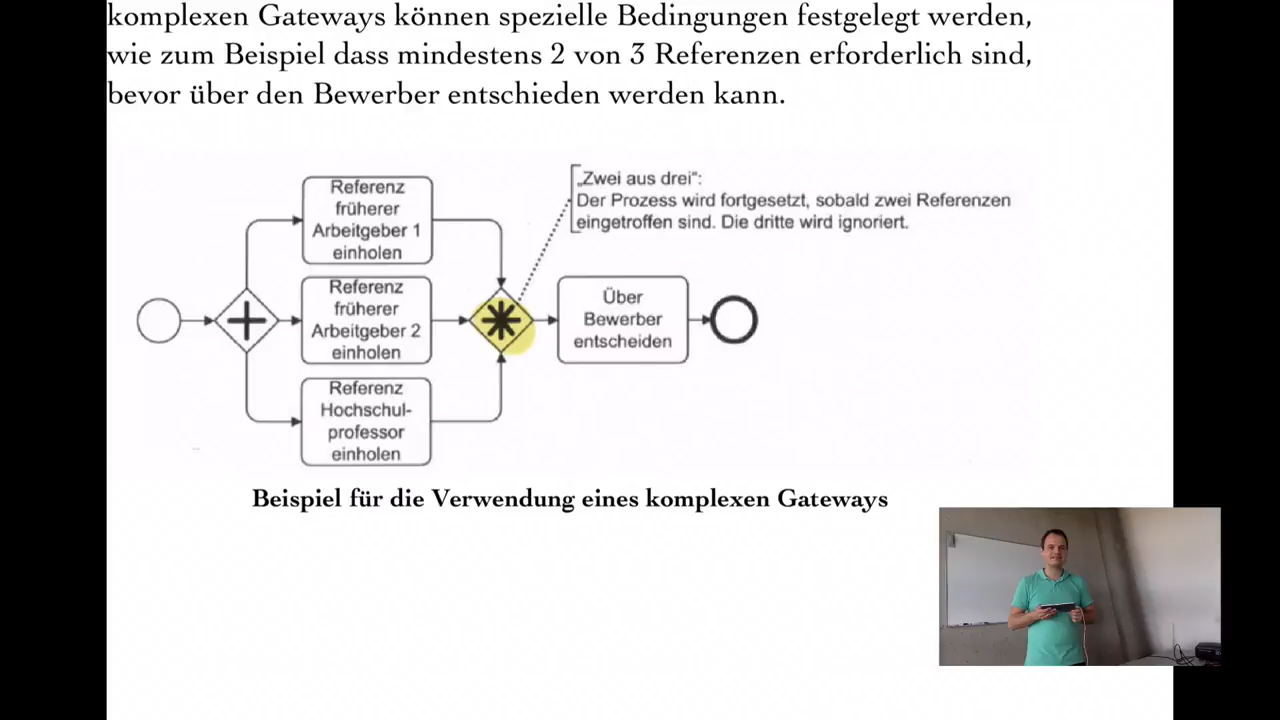 komplexen Gateways können spezielle Bedingungen festgelegt werden,
wie zum Beispiel dass mindestens 2 von 3 Referenzen erforderlich sind,
bevor über den Bewerber entschieden werden kann.
Referenz
früherer
Arbeitgeber 1
einholen
„Zwei aus drei“:
Der Prozess wird fortgesetzt, sobald zwei Referenzen
eingetroffen sind. Die dritte wird ignoriert.
Referenz
früherer
Arbeitgeber 2
einholen
Über
Bewerber
entscheiden
Referenz
Hochschul-
professor
einholen
Beispiel für die Verwendung eines komplexen Gateways